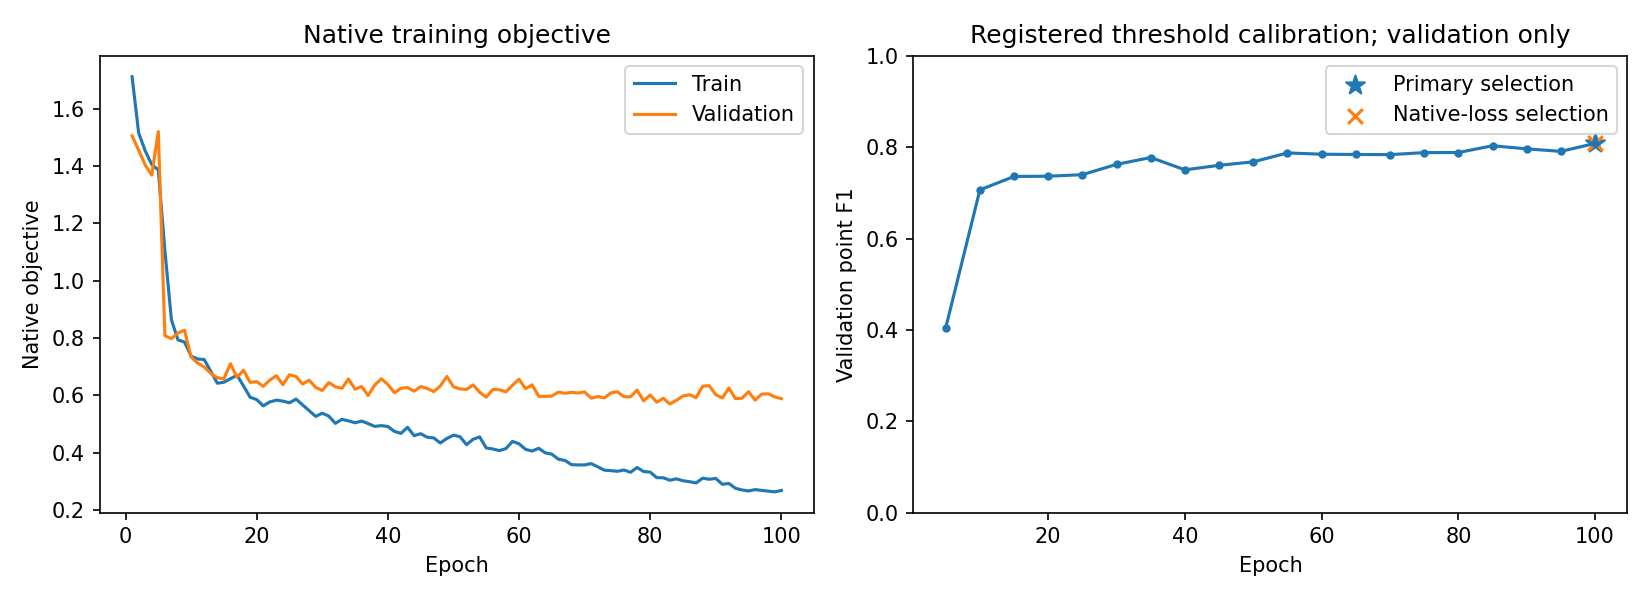 Native training objective
Native objective
1.6
1.4
1.2
1.0
0.8
0.6
0.4
0.2
0
20
40
60
80
100
Epoch
Train
Validation
Registered threshold calibration; validation only
Validation point F1
1.0
0.8
0.6
0.4
0.2
0.0
20
40
60
80
100
Epoch
Primary selection
Native-loss selection